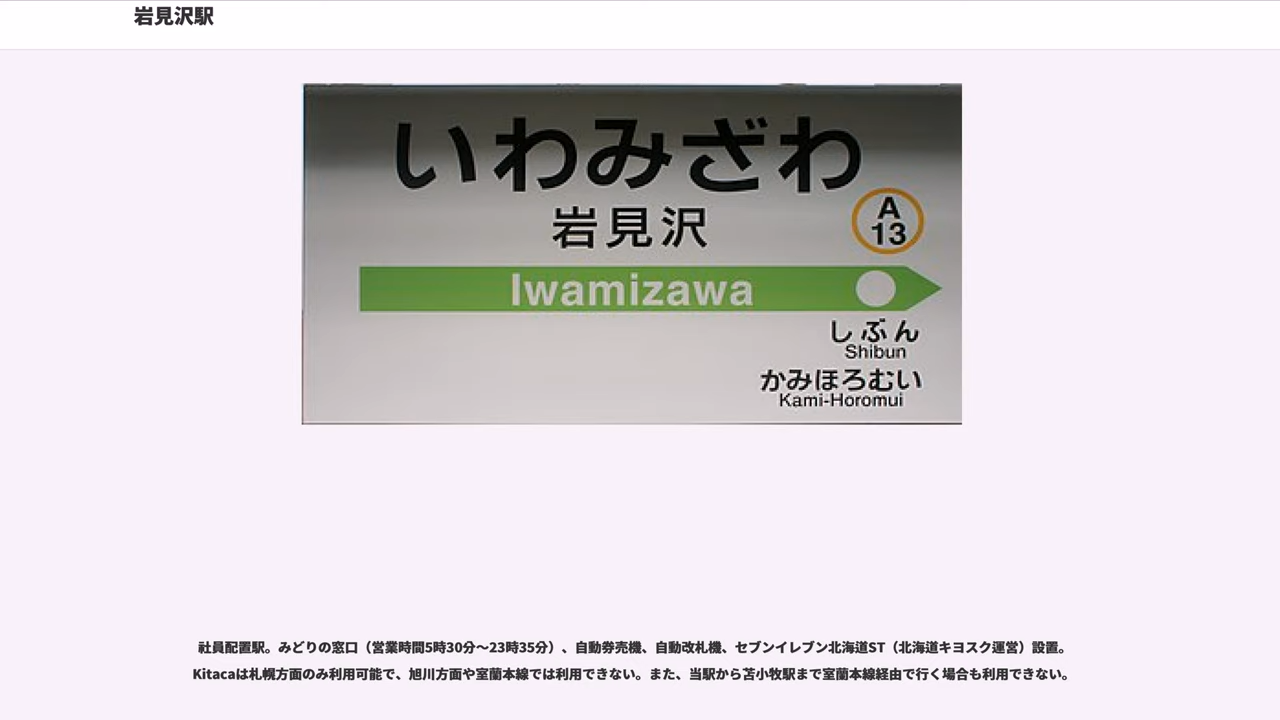 岩見沢駅
いわみざわ
岩見沢
A
13
Iwamizawa
しぶん
Shibun
かみほろむい
Kami-Horomui
社員配置駅。みどりの窓口（営業時間5時30分～23時35分）、自動券売機、自動改札機、セブンイレブン北海道ST（北海道キヨスク運営）設置。
Kitacaは札幌方面のみ利用可能で、旭川方面や室蘭本線では利用できない。また、当駅から苫小牧駅まで室蘭本線経由で行く場合も利用できない。